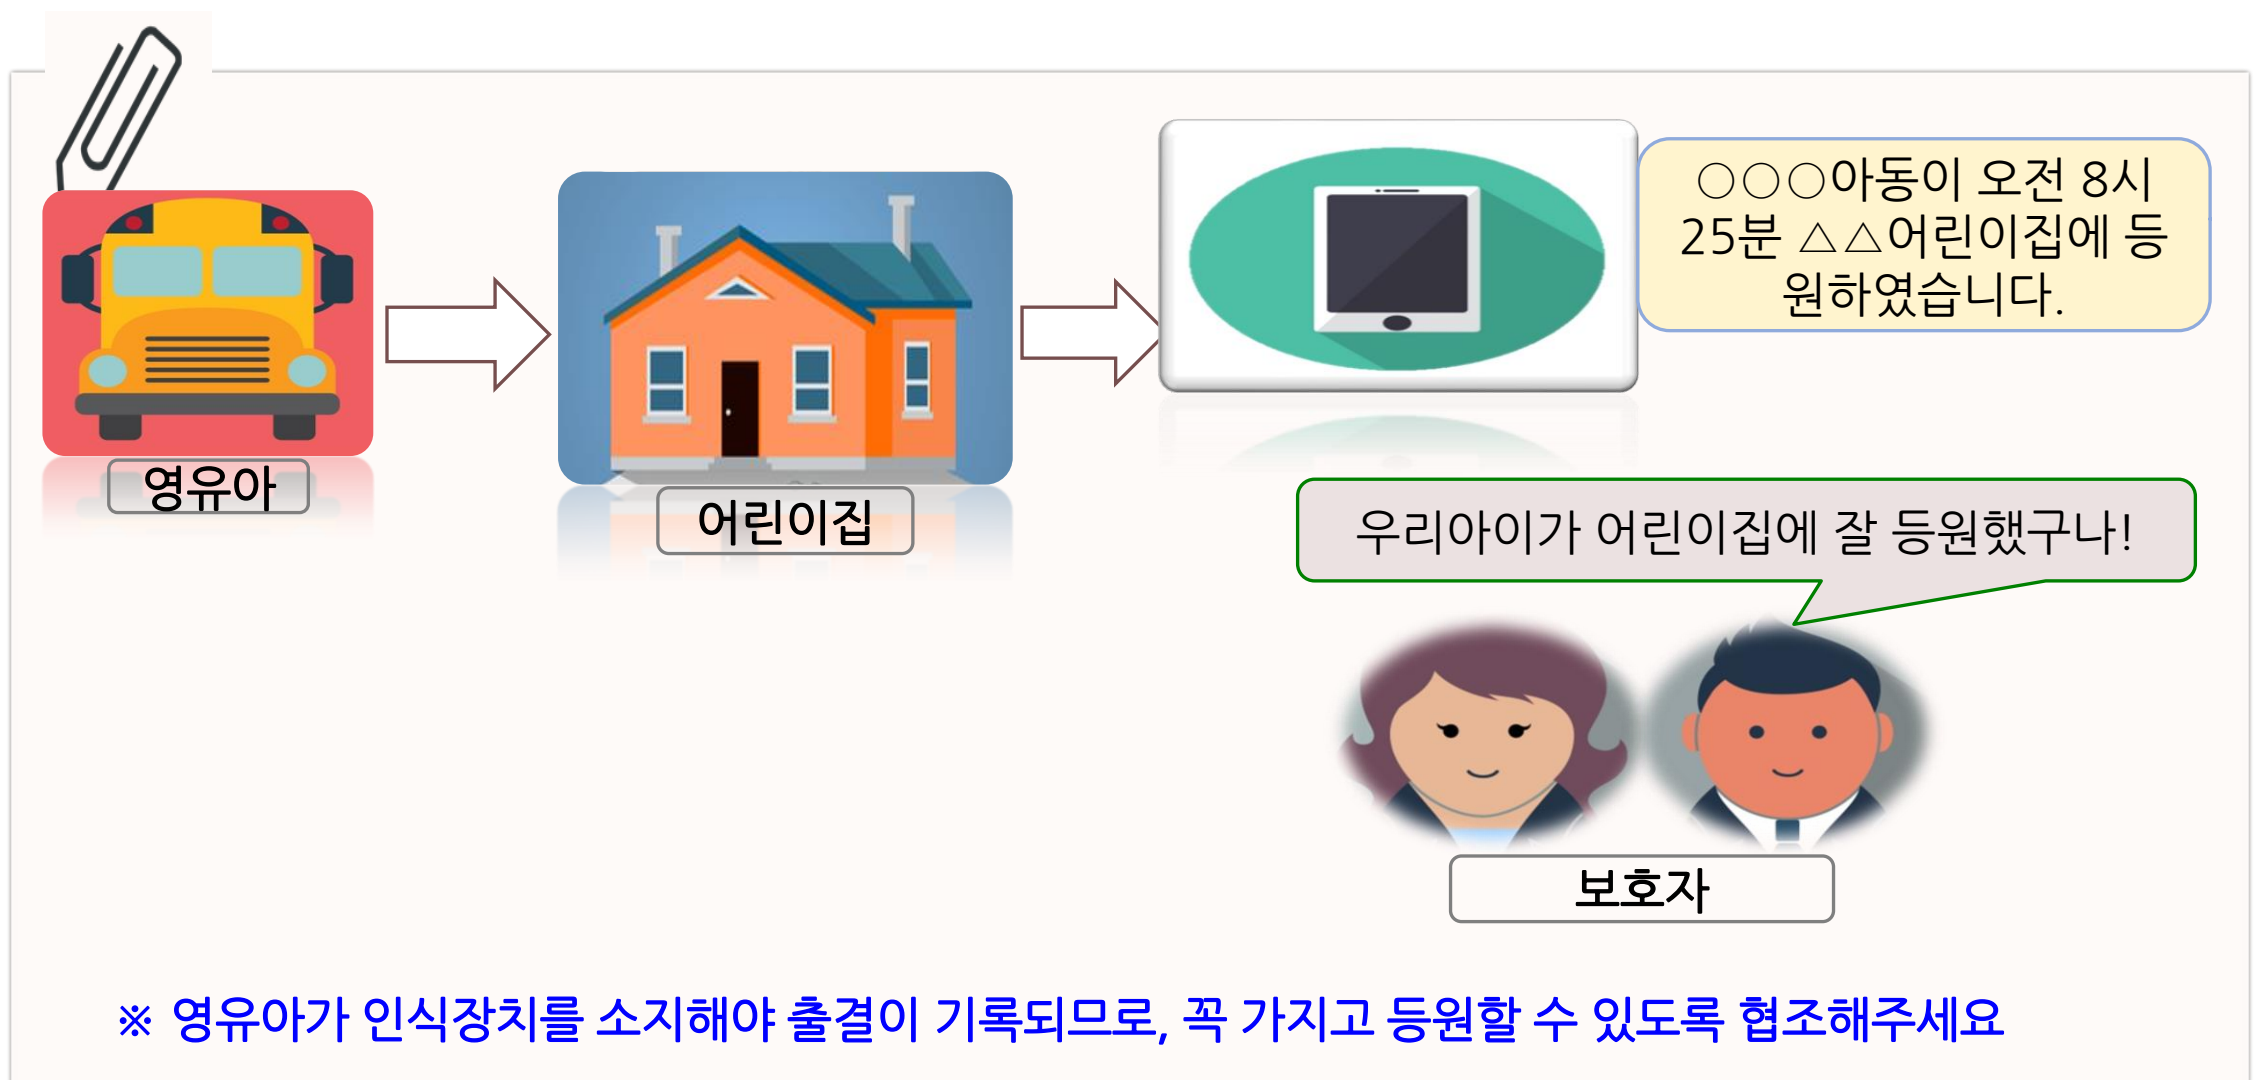 ○○○아동이 오전 8시
25분 △△어린이집에 등
원하였습니다.
영유아
어린이집
우리아이가 어린이집에 잘 등원했구나!
보호자
※ 영유아가 인식장치를 소지해야 출결이 기록되므로, 꼭 가지고 등원할 수 있도록 협조해주세요